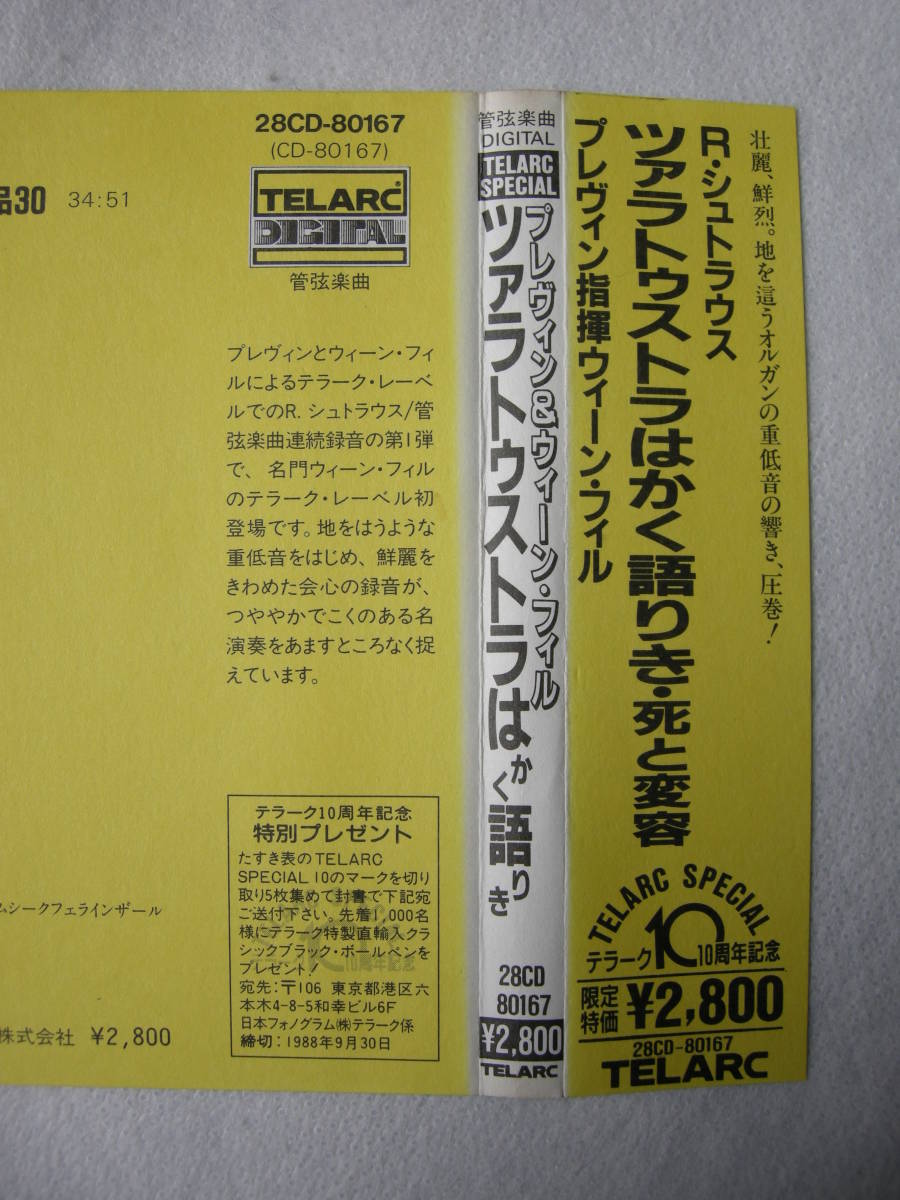 品30 34:51
ムジークフェラインザール
株式会社 ¥2,800
28CD-80167
(CD-80167)
TELARC
DIGITAL
管弦楽曲
プレヴィンとウィーン・フィ
ルによるテラーク・レーベ
ルでのR. シュトラウス/管
弦楽曲連続録音の第1弾
で、名門ウィーン・フィル
のテラーク・レーベル初
登場です。地をはうような
重低音をはじめ、鮮麗を
きわめた会心の録音が、
つややかでこくのある名
演奏をあますところなく捉
えています。
テラーク10周年記念
特別プレゼント
たすき表のTELARC
SPECIAL 10のマークを切り
取り5枚集めて封書で下記宛
ご送付下さい。先着1,000名
様にテラーク特製直輸入クラ
シックブラック・ボールペンを
プレゼント!
宛先:〒106 東京都港区六
本木4-8-5和幸ビル6F
日本フォノグラム㈱テラーク係
締切:1988年9月30日
管弦楽曲
DIGITAL
TELARC
SPECIAL
プレヴィン&ウィーン・フィル
ツァラトゥストラはかく語りき
28CD
80167
¥2,800
TELARC
壮麗、鮮烈。地を這うオルガンの重低音の響き、圧巻!
R・シュトラウス
ツァラトゥストラはかく語りき・死と変容
プレヴィン指揮ウィーン・フィル
TELARC SPECIAL
テラーク10周年記念
限定
特価 ¥2,800
28CD-80167
TELARC